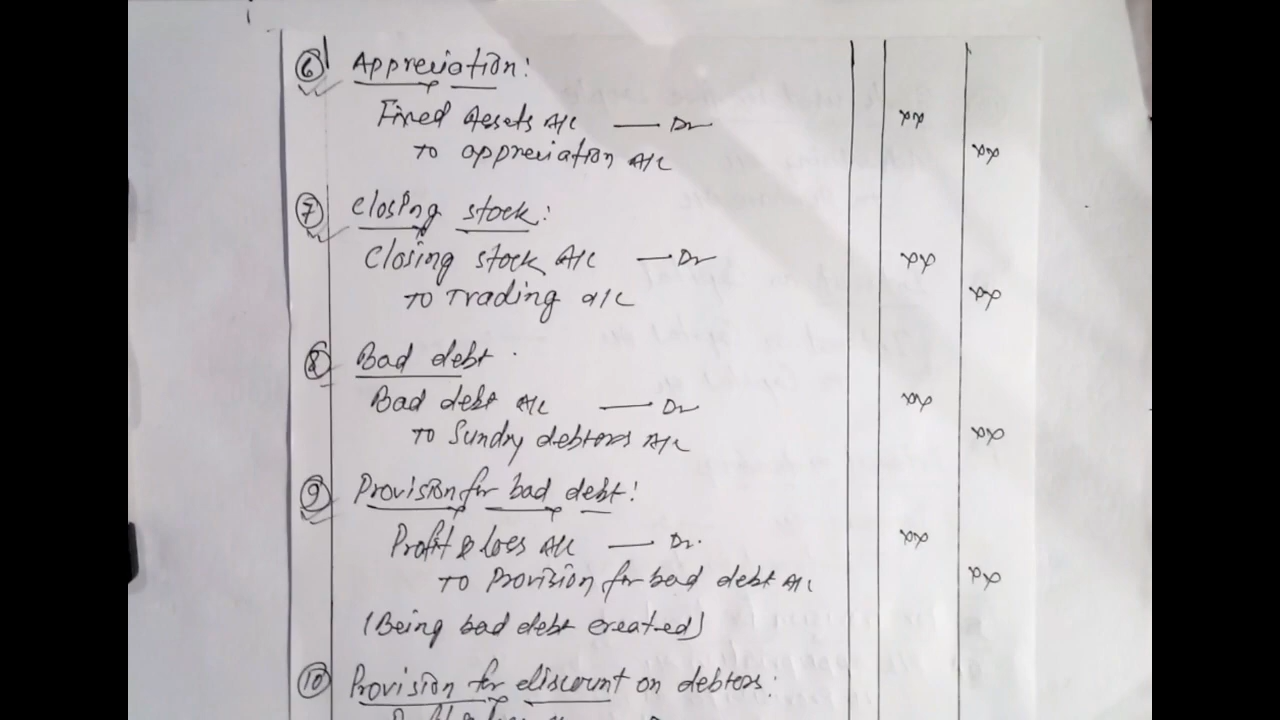 6 Appreciation:
Fixed Assets A/c — Dr xx
To appreciation A/c xx
7 closing stock:
Closing stock A/c — Dr xx
To Trading a/c xx
8 Bad debt
Bad debt A/c — Dr xx
To Sundry debtors A/c xx
9 Provision for bad debt:
Profit & loss A/c — Dr. xx
To Provision for bad debt A/c xx
(Being bad debt created)
10 Provision for discount on debtors: